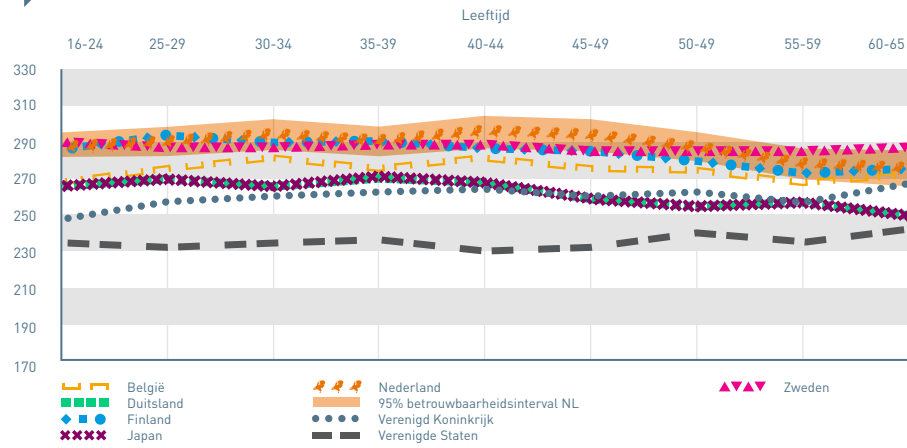 Leeftijd
16-24 25-29 30-34 35-39 40-44 45-49 50-49 55-59 60-65
330
310
290
270
250
230
210
190
170
België Nederland Zweden
Duitsland 95% betrouwbaarheidsinterval NL
Finland Verenigd Koninkrijk
Japan Verenigde Staten